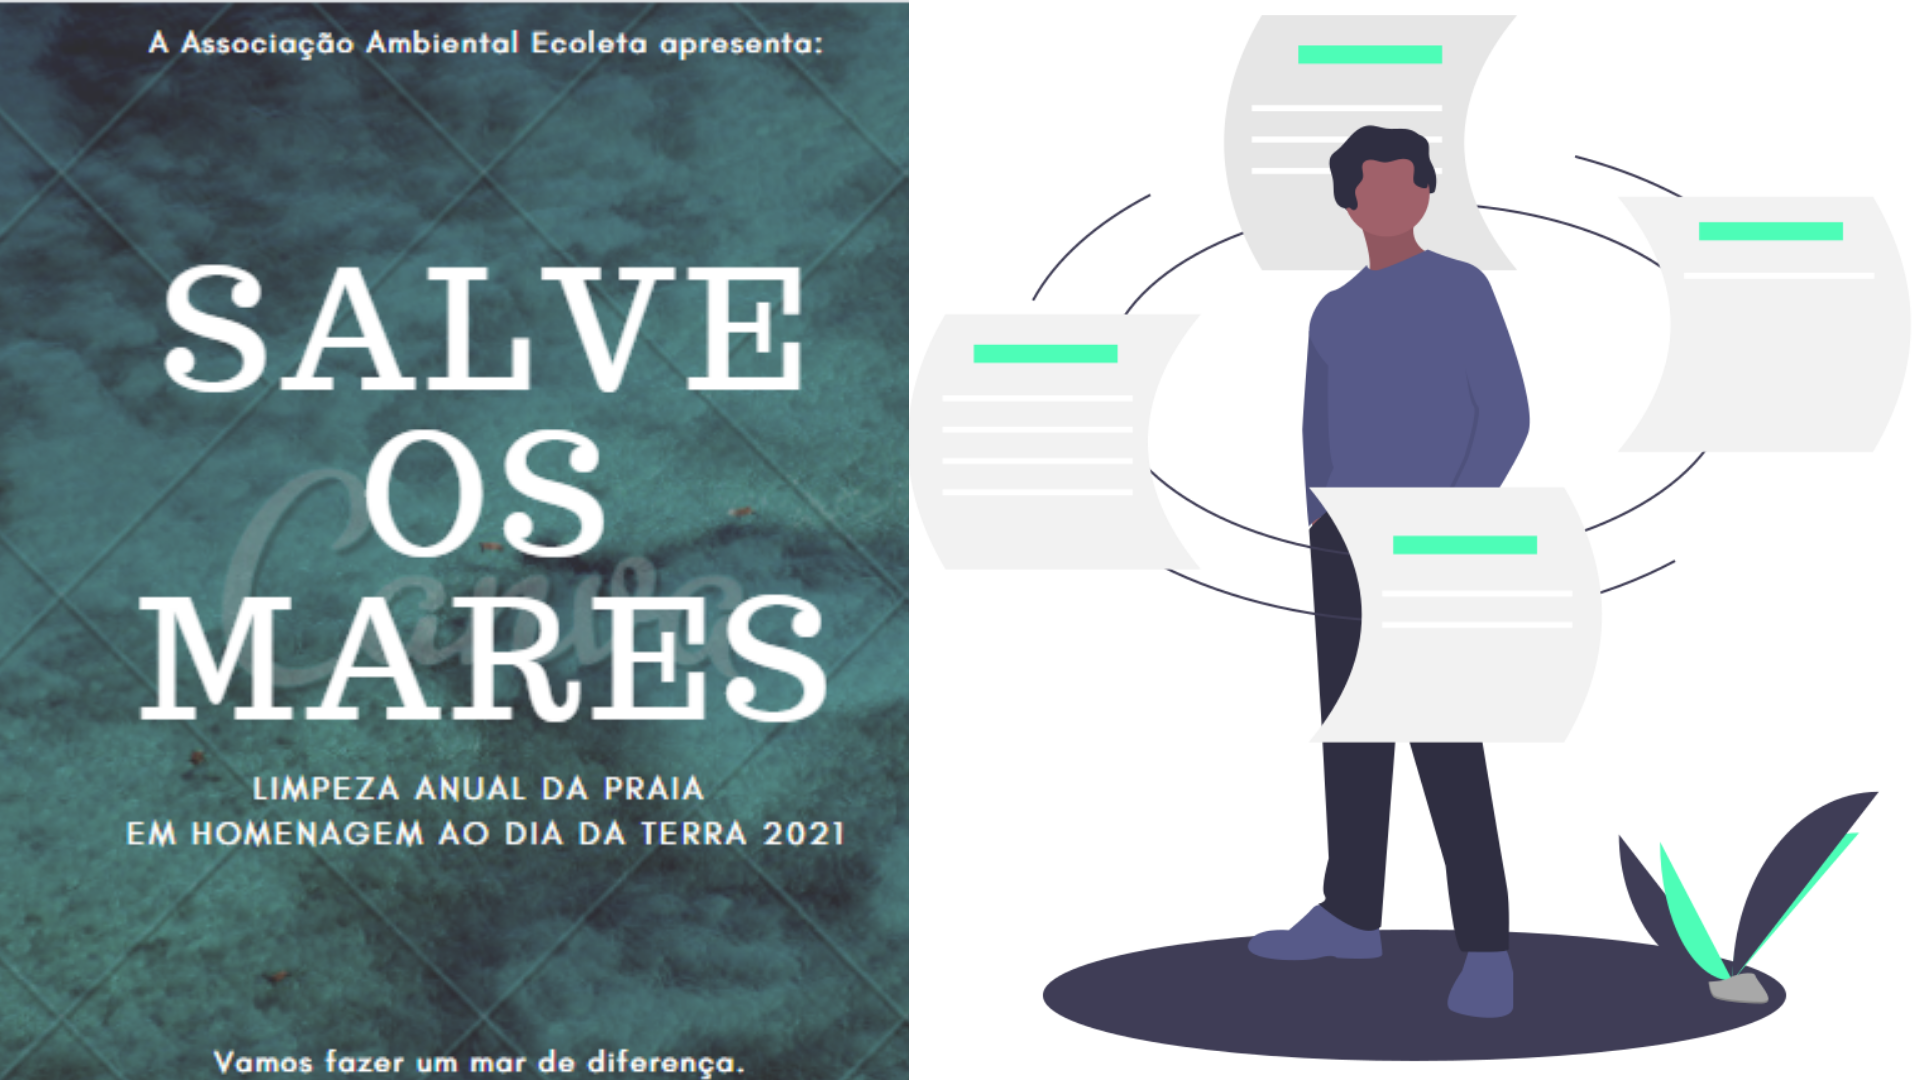 A Associação Ambiental Ecoleta apresenta:
SALVE
OS
MARES
Canva
LIMPEZA ANUAL DA PRAIA
EM HOMENAGEM AO DIA DA TERRA 2021
Vamos fazer um mar de diferença.